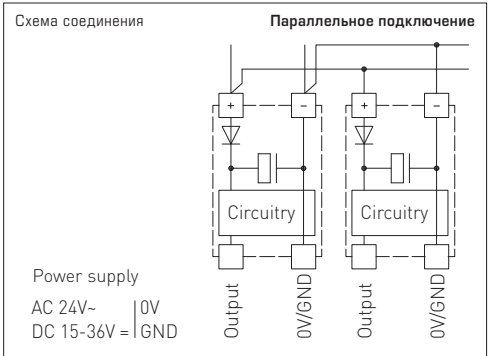 Схема соединения
Параллельное подключение
+ − + −
Circuitry Circuitry
Power supply
AC 24V~ 0V
DC 15-36V = GND
Output
0V/GND
Output
0V/GND